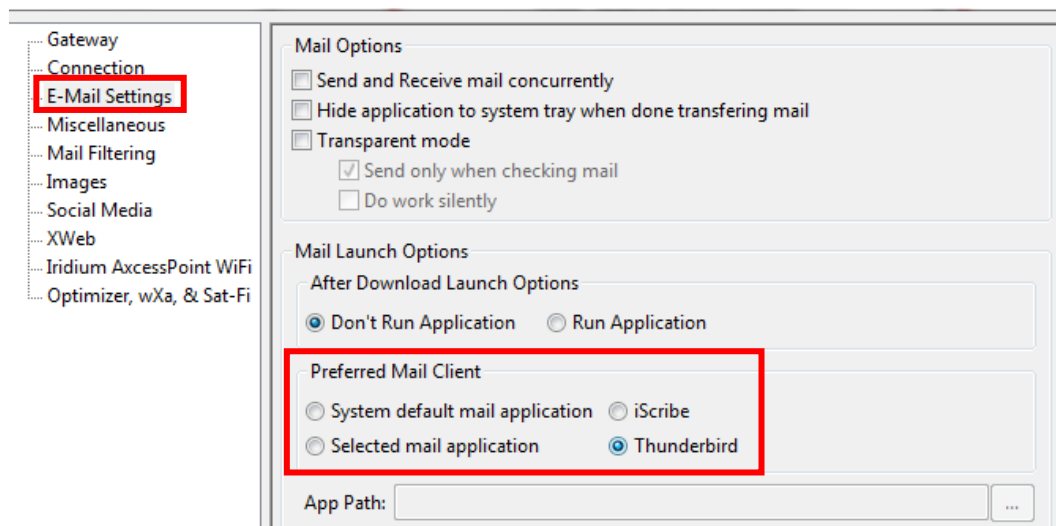 Gateway
Connection
E-Mail Settings
Miscellaneous
Mail Filtering
Images
Social Media
XWeb
Iridium AxcessPoint WiFi
Optimizer, wXa, & Sat-Fi
Mail Options
Send and Receive mail concurrently
Hide application to system tray when done transfering mail
Transparent mode
Send only when checking mail
Do work silently
Mail Launch Options
After Download Launch Options
Don't Run Application Run Application
Preferred Mail Client
System default mail application iScribe
Selected mail application Thunderbird
App Path: ...